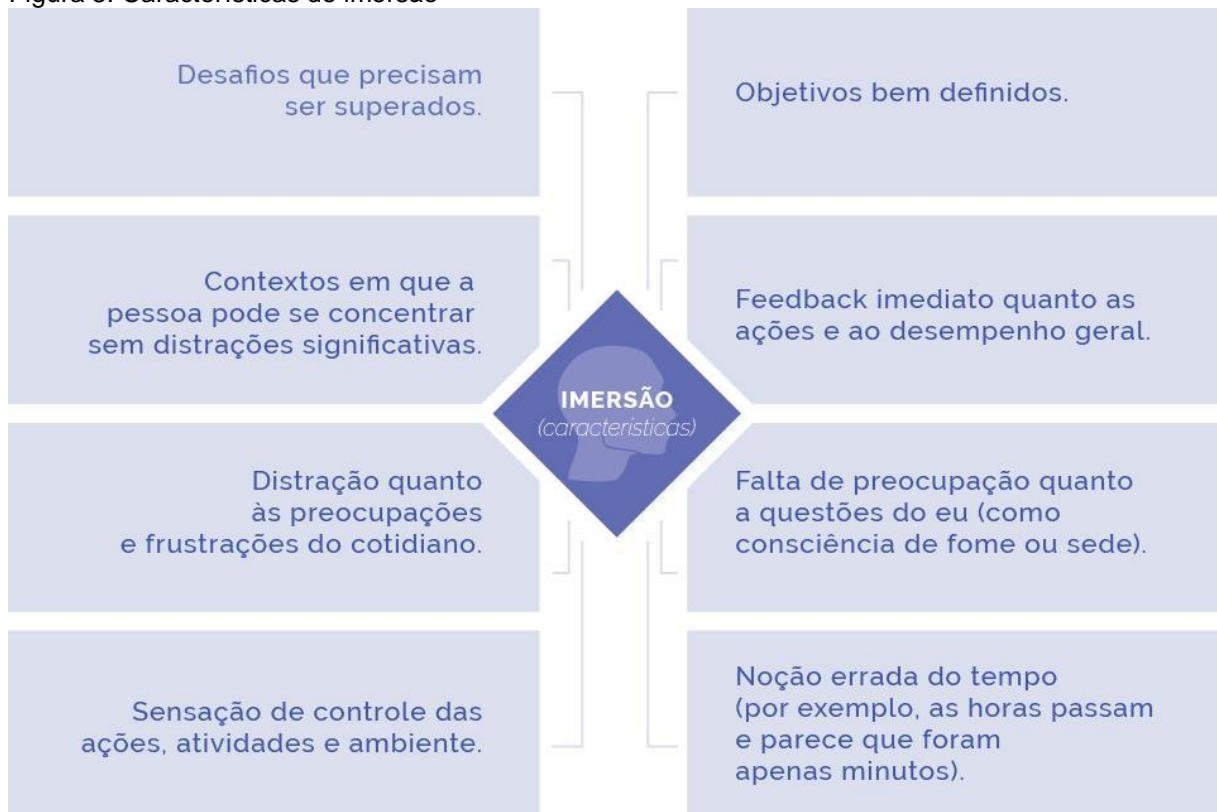 Desafios que precisam
ser superados.
Objetivos bem definidos.
Contextos em que a
pessoa pode se concentrar
sem distrações significativas.
Feedback imediato quanto as
ações e ao desempenho geral.
IMERSÃO
(características)
Distração quanto
às preocupações
e frustrações do cotidiano.
Falta de preocupação quanto
a questões do eu (como
consciência de fome ou sede).
Sensação de controle das
ações, atividades e ambiente.
Noção errada do tempo
(por exemplo, as horas passam
e parece que foram
apenas minutos).